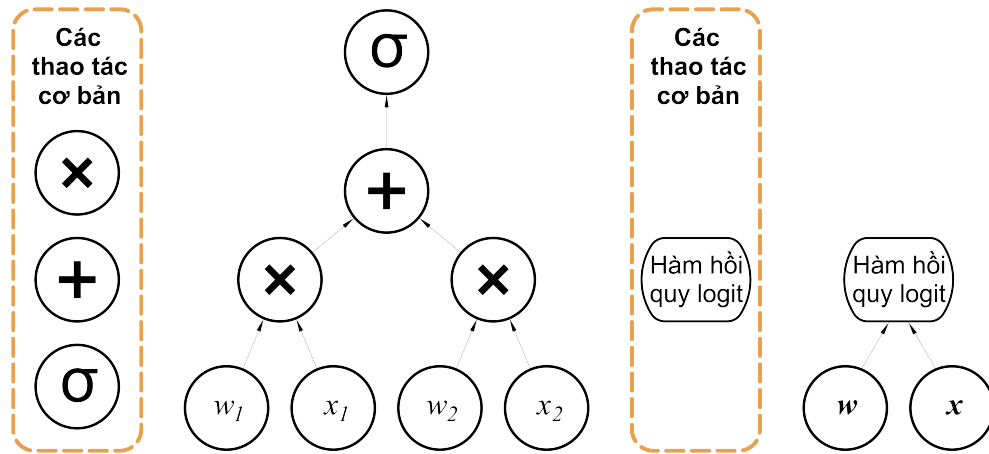 Các
thao tác
cơ bản
×
+
σ
σ
+
×
×
w1
x1
w2
x2
Các
thao tác
cơ bản
Hàm hồi
quy logit
Hàm hồi
quy logit
w
x